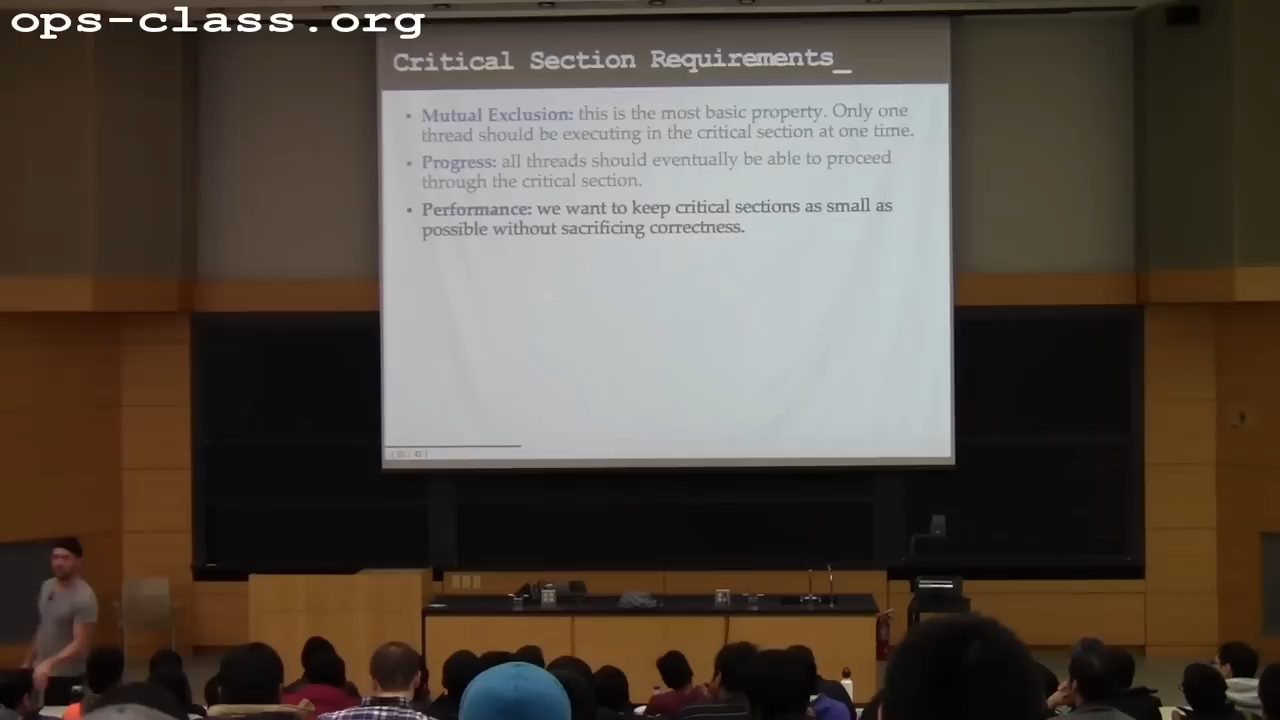 ops-class.org
Critical Section Requirements_
• Mutual Exclusion: this is the most basic property. Only one
thread should be executing in the critical section at one time.
• Progress: all threads should eventually be able to proceed
through the critical section.
• Performance: we want to keep critical sections as small as
possible without sacrificing correctness.